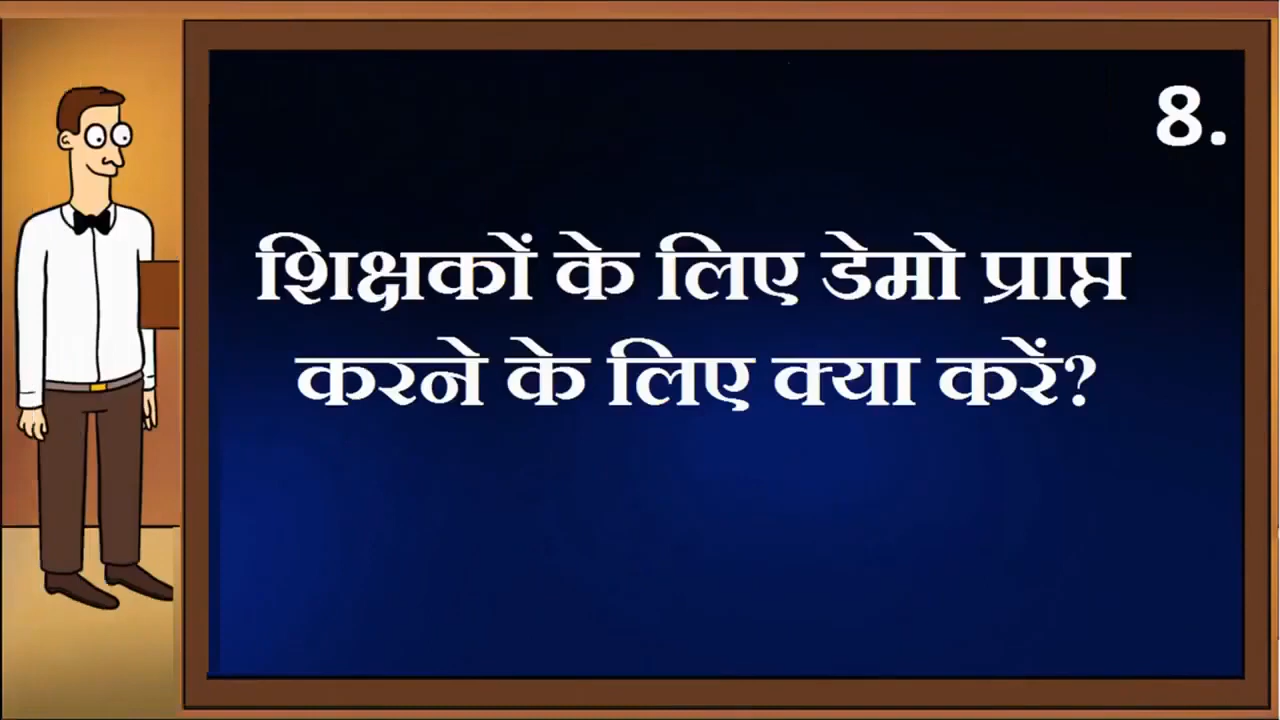 8.
शिक्षकों के लिए डेमो प्राप्त
करने के लिए क्या करें?